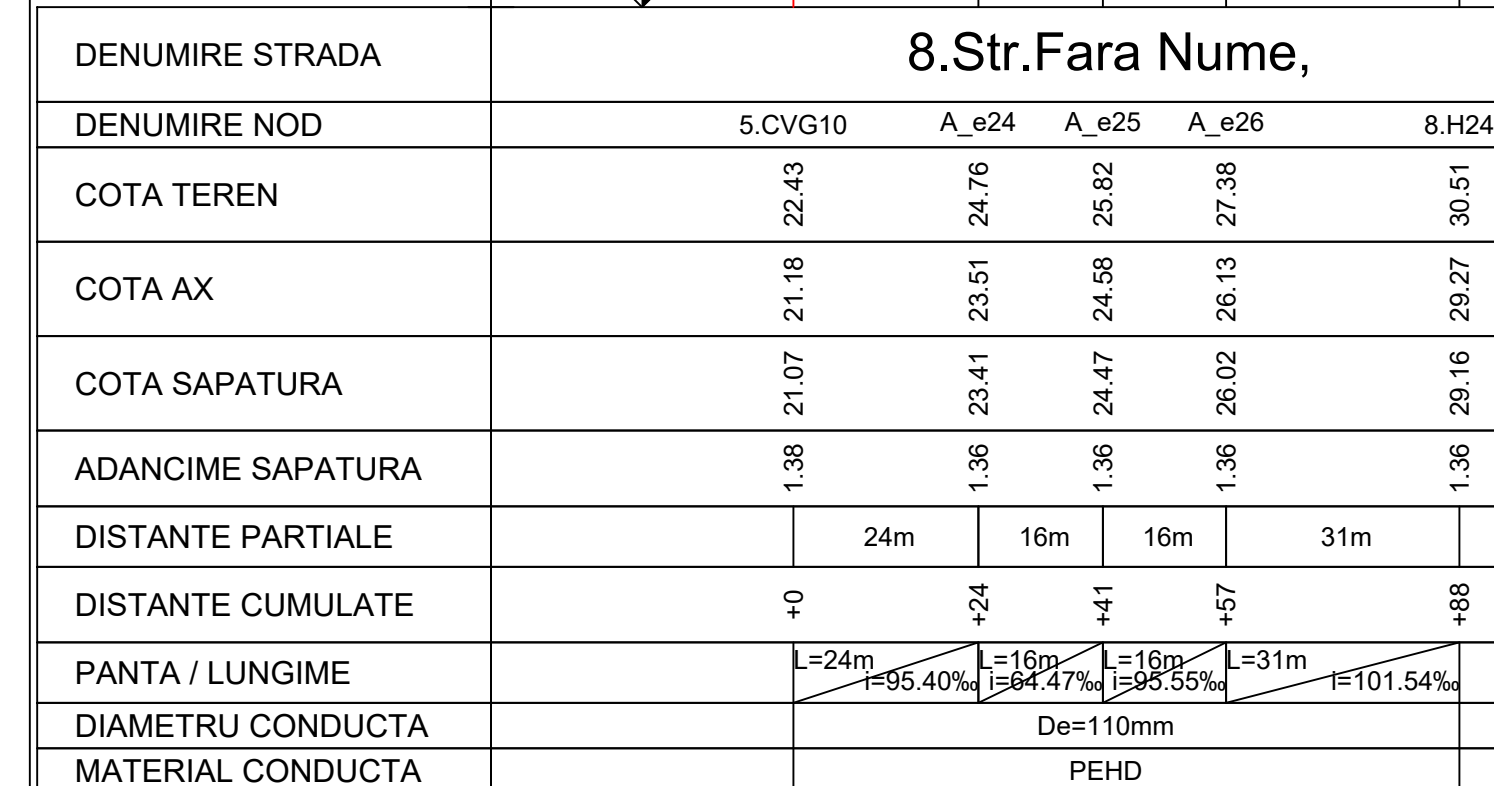 DENUMIRE STRADA 8.Str.Fara Nume,
DENUMIRE NOD 5.CVG10 A_e24 A_e25 A_e26 8.H24
COTA TEREN 22.43 24.76 25.82 27.38 30.51
COTA AX 21.18 23.51 24.58 26.13 29.27
COTA SAPATURA 21.07 23.41 24.47 26.02 29.16
ADANCIME SAPATURA 1.38 1.36 1.36 1.36 1.36
DISTANTE PARTIALE 24m 16m 16m 31m
DISTANTE CUMULATE +0 +24 +41 +57 +88
PANTA / LUNGIME L=24m i=95.40‰ L=16m i=64.47‰ L=16m i=95.55‰ L=31m i=101.54‰
DIAMETRU CONDUCTA De=110mm
MATERIAL CONDUCTA PEHD